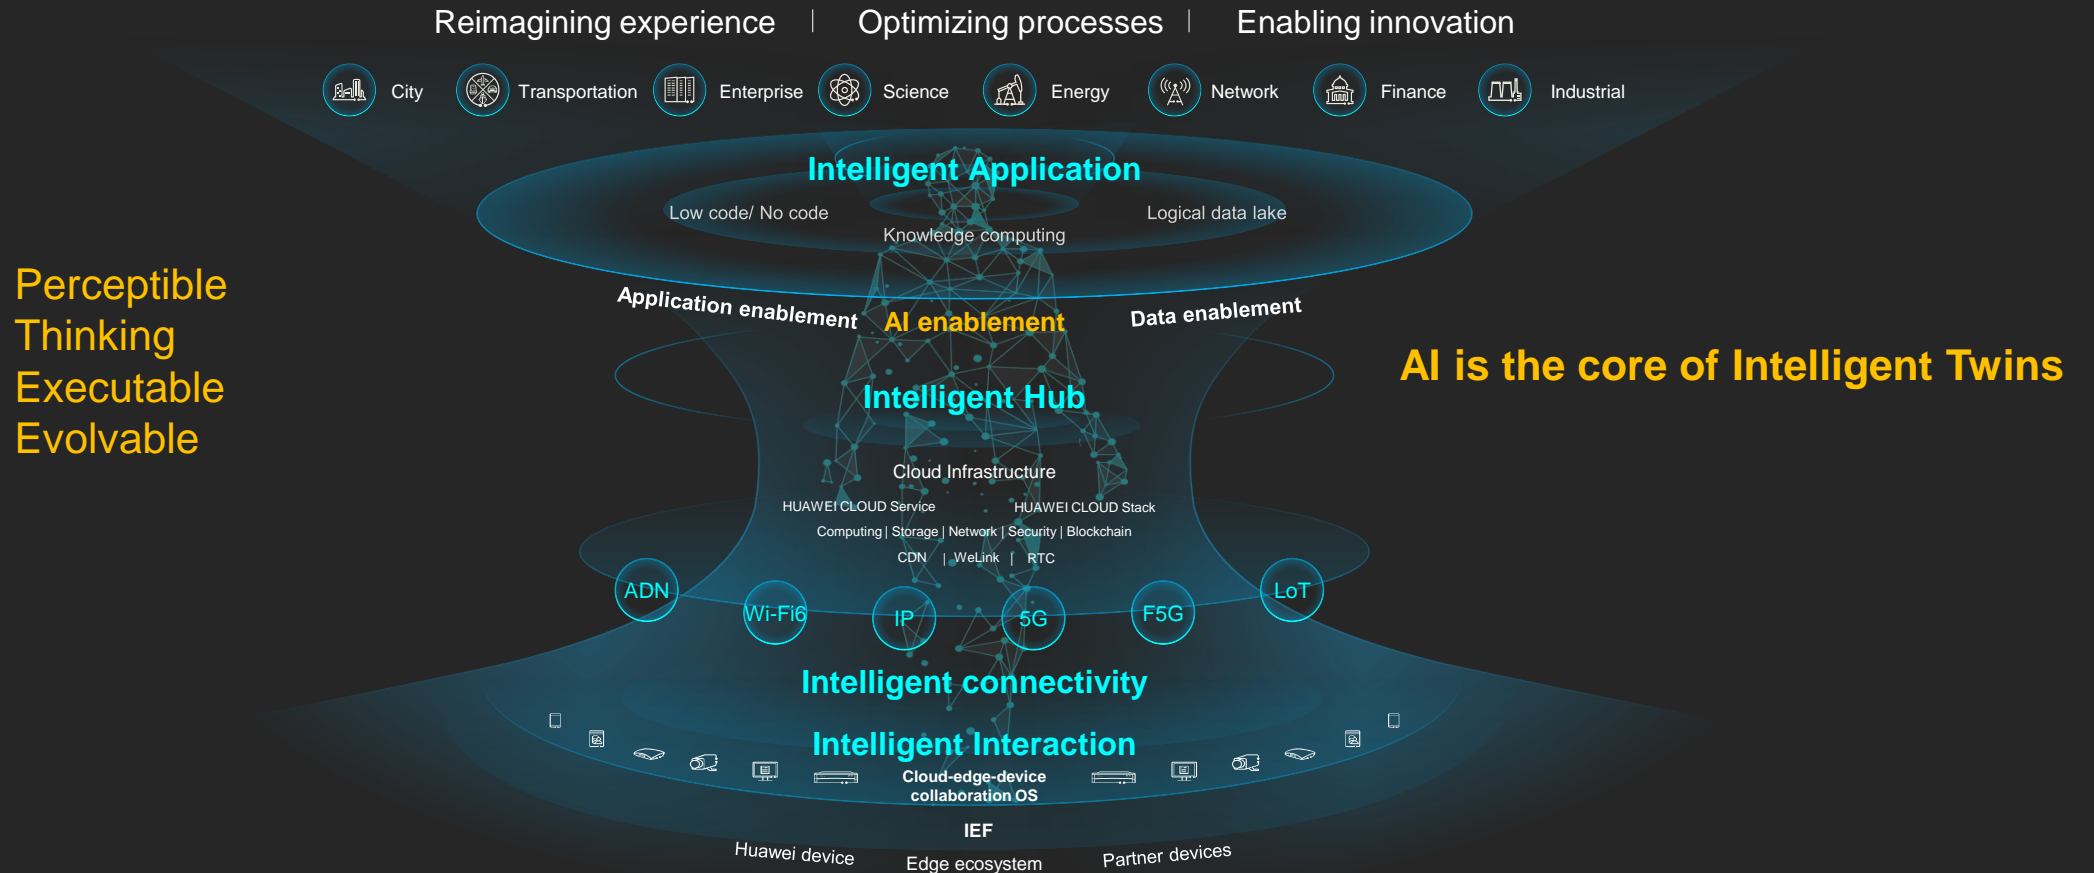 Reimagining experience | Optimizing processes | Enabling innovation
City Transportation Enterprise Science Energy Network Finance Industrial
Intelligent Application
Low code/ No code Logical data lake
Knowledge computing
Application enablement AI enablement Data enablement
Perceptible
Thinking
Executable
Evolvable
AI is the core of Intelligent Twins
Intelligent Hub
Cloud Infrastructure
HUAWEI CLOUD Service HUAWEI CLOUD Stack
Computing | Storage | Network | Security | Blockchain
CDN | WeLink | RTC
ADN Wi-Fi6 IP 5G F5G LoT
Intelligent connectivity
Intelligent Interaction
Cloud-edge-device
collaboration OS
IEF
Huawei device Edge ecosystem Partner devices